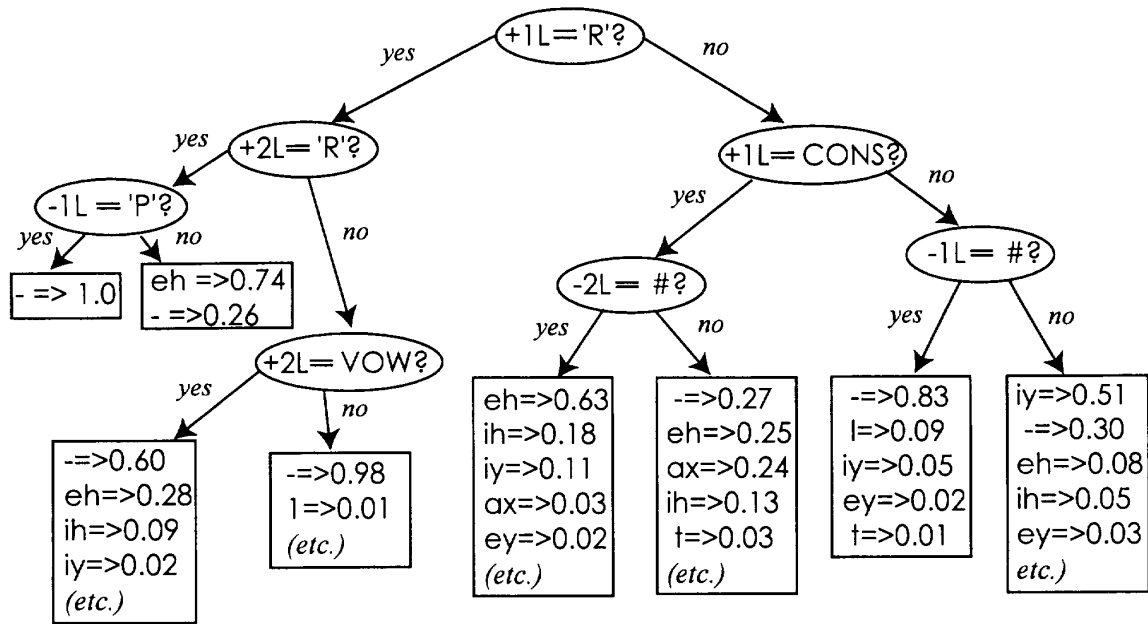 +1L=='R'?
yes
no
+2L=='R'?
+1L== CONS?
yes
no
yes
no
-1L == 'P'?
yes
no
- => 1.0
eh =>0.74
- =>0.26
-2L== #?
yes
no
-1L== #?
yes
no
+2L== VOW?
yes
no
-=>0.60
eh=>0.28
ih=>0.09
iy=>0.02
(etc.)
-=>0.98
1=>0.01
(etc.)
eh=>0.63
ih=>0.18
iy=>0.11
ax=>0.03
ey=>0.02
(etc.)
-=>0.27
eh=>0.25
ax=>0.24
ih=>0.13
t=>0.03
(etc.)
-=>0.83
l=>0.09
iy=>0.05
ey=>0.02
t=>0.01
iy=>0.51
-=>0.30
eh=>0.08
ih=>0.05
ey=>0.03
etc.)